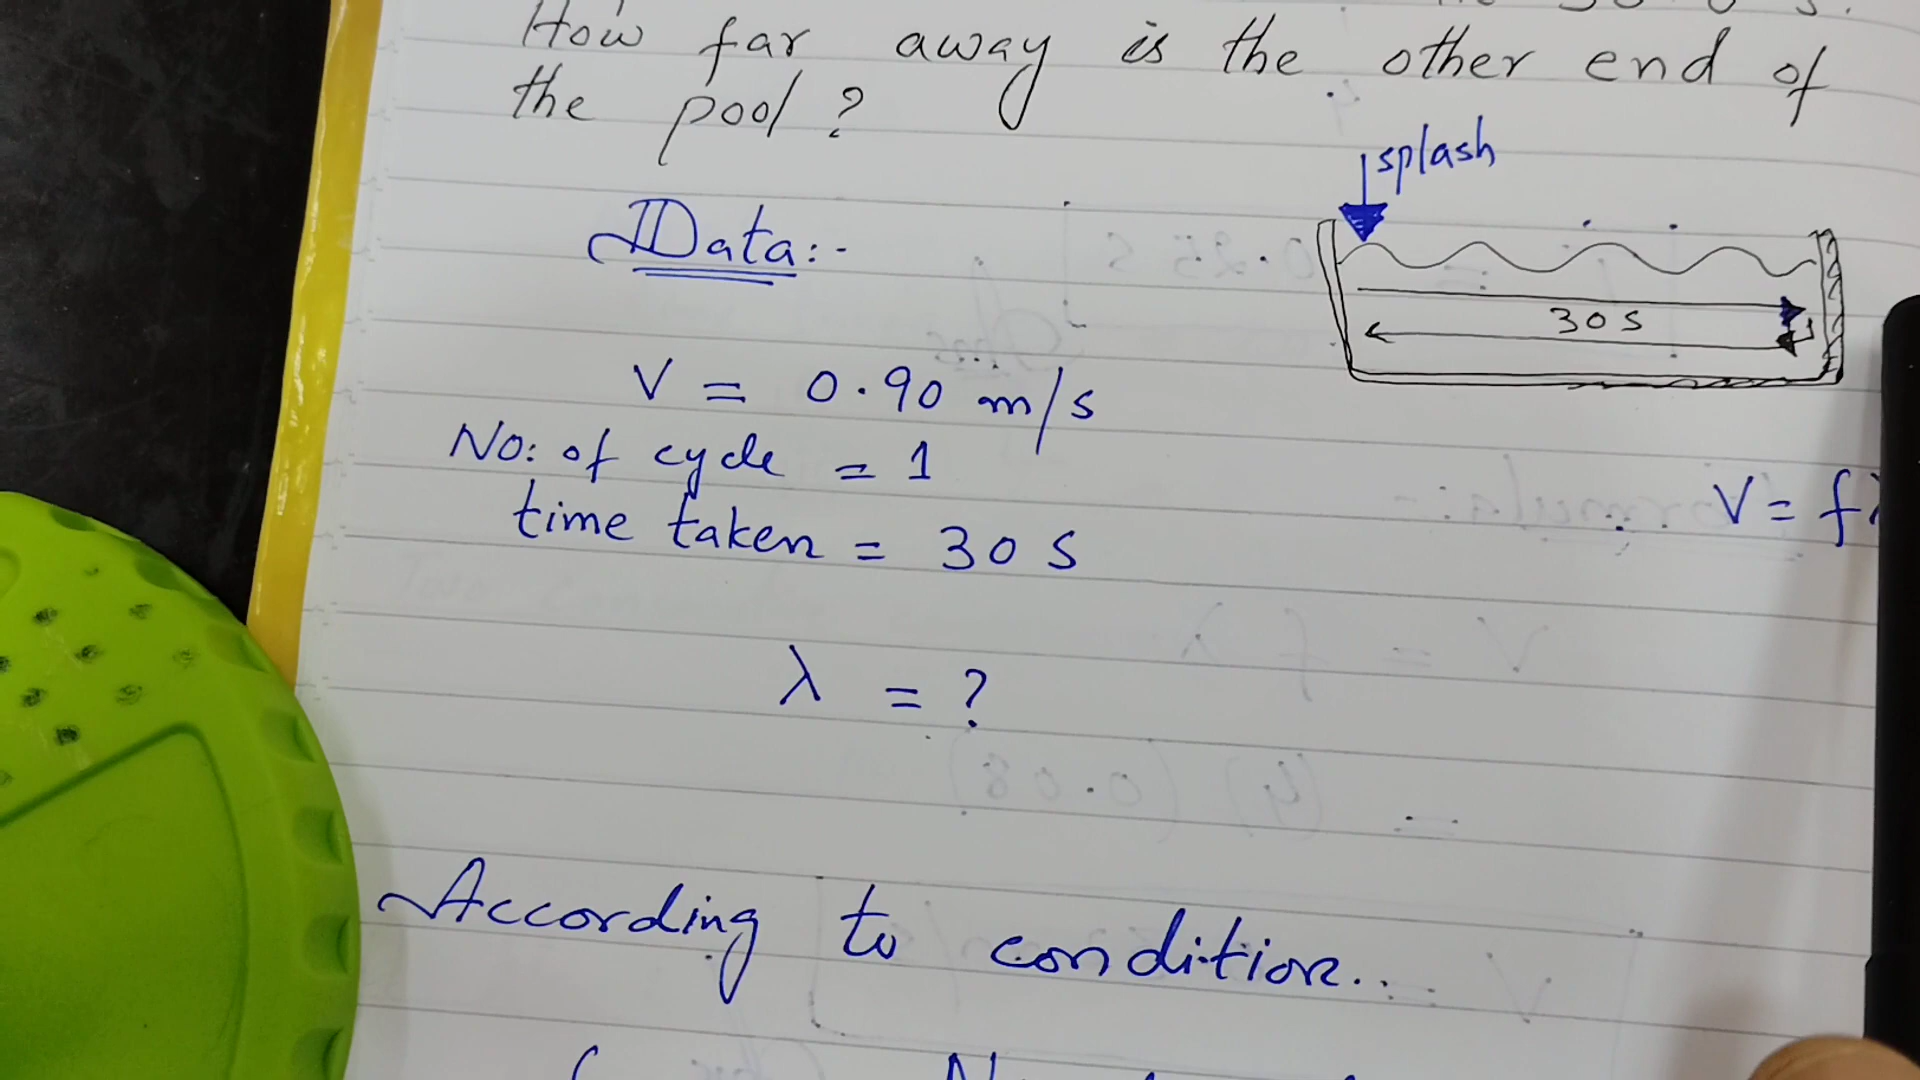 How far away is the other end of
the pool ?
splash
Data:-
30 s
V = 0.90 m/s
No: of cycle = 1
V = fλ
time taken = 30 s
λ = ?
According to condition..